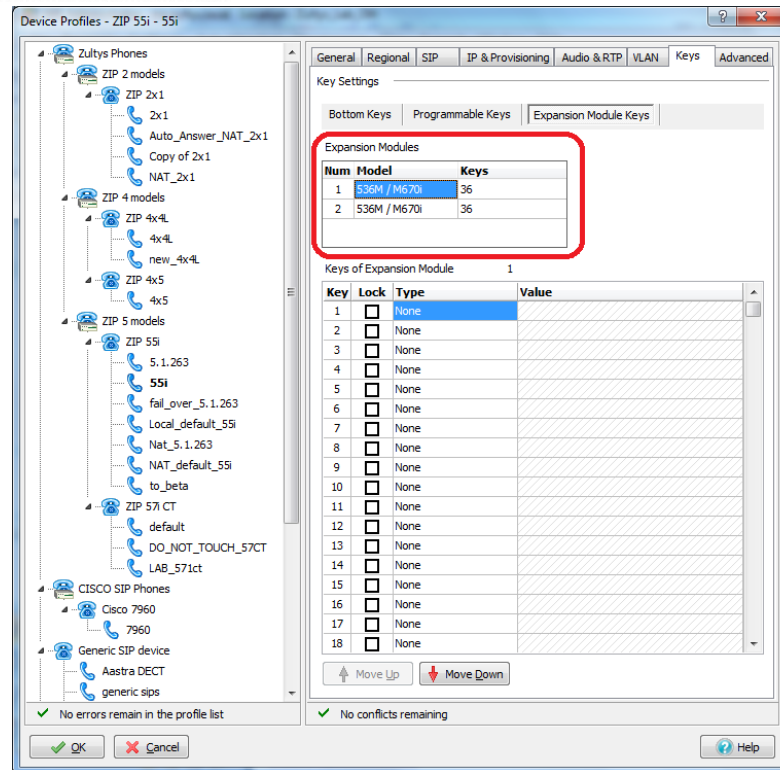 Device Profiles - ZIP 55i - 55i
Zultys Phones
ZIP 2 models
ZIP 2x1
2x1
Auto_Answer_NAT_2x1
Copy of 2x1
NAT_2x1
ZIP 4 models
ZIP 4x4L
4x4L
new_4x4L
ZIP 4x5
4x5
ZIP 5 models
ZIP 55i
5.1.263
55i
fail_over_5.1.263
Local_default_55i
Nat_5.1.263
NAT_default_55i
to_beta
ZIP 57i CT
default
DO_NOT_TOUCH_57CT
LAB_571ct
CISCO SIP Phones
Cisco 7960
7960
Generic SIP device
Aastra DECT
generic sips
No errors remain in the profile list
General Regional SIP IP & Provisioning Audio & RTP VLAN Keys Advanced
Key Settings
Bottom Keys Programmable Keys Expansion Module Keys
Expansion Modules
Num Model Keys
1 536M / M670i 36
2 536M / M670i 36
Keys of Expansion Module 1
Key Lock Type Value
1 None
2 None
3 None
4 None
5 None
6 None
7 None
8 None
9 None
10 None
11 None
12 None
13 None
14 None
15 None
16 None
17 None
18 None
Move Up Move Down
No conflicts remaining
OK Cancel Help